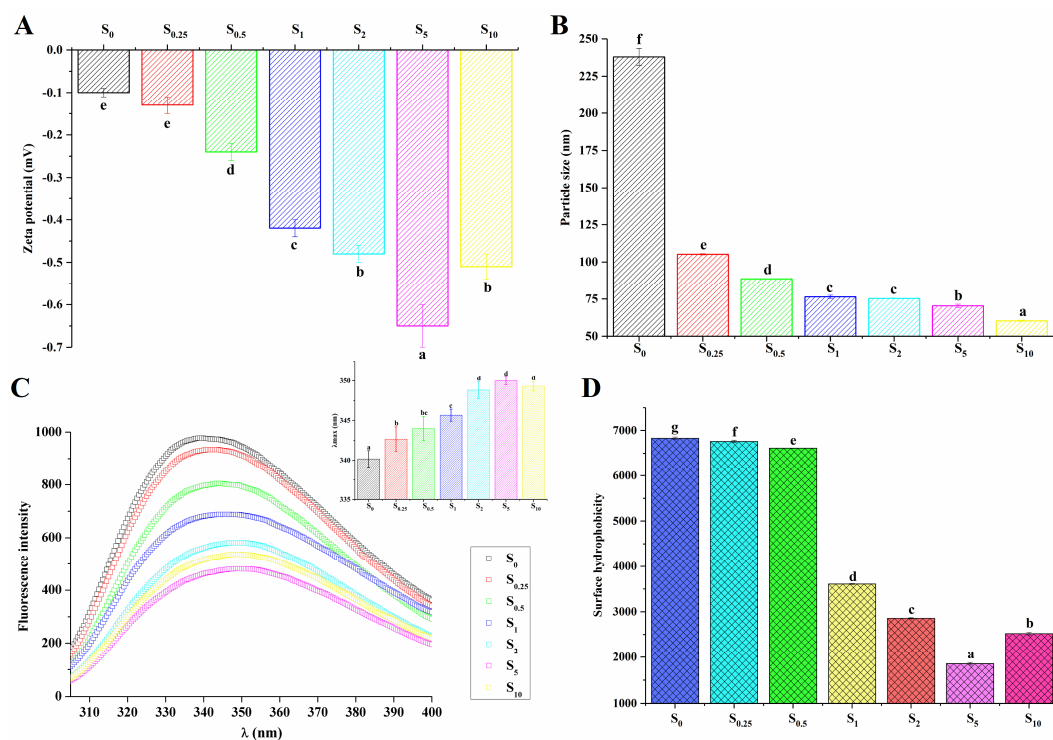 A
S0 S0.25 S0.5 S1 S2 S5 S10
0.0
-0.1
-0.2
-0.3
-0.4
-0.5
-0.6
-0.7
Zeta potential (mV)
e e d c b a b
B
250
225
200
175
150
125
100
75
50
Particle size (nm)
f e d c c b a
S0 S0.25 S0.5 S1 S2 S5 S10
C
1000
800
600
400
200
0
Fluorescence intensity
310 320 330 340 350 360 370 380 390 400
λ (nm)
350
345
340
335
λmax (nm)
a b bc c d d
S0 S0.25 S0.5 S1 S2 S5 S10
S0
S0.25
S0.5
S1
S2
S5
S10
D
7000
6000
5000
4000
3000
2000
1000
Surface hydrophobicity
g f e d c a b
S0 S0.25 S0.5 S1 S2 S5 S10